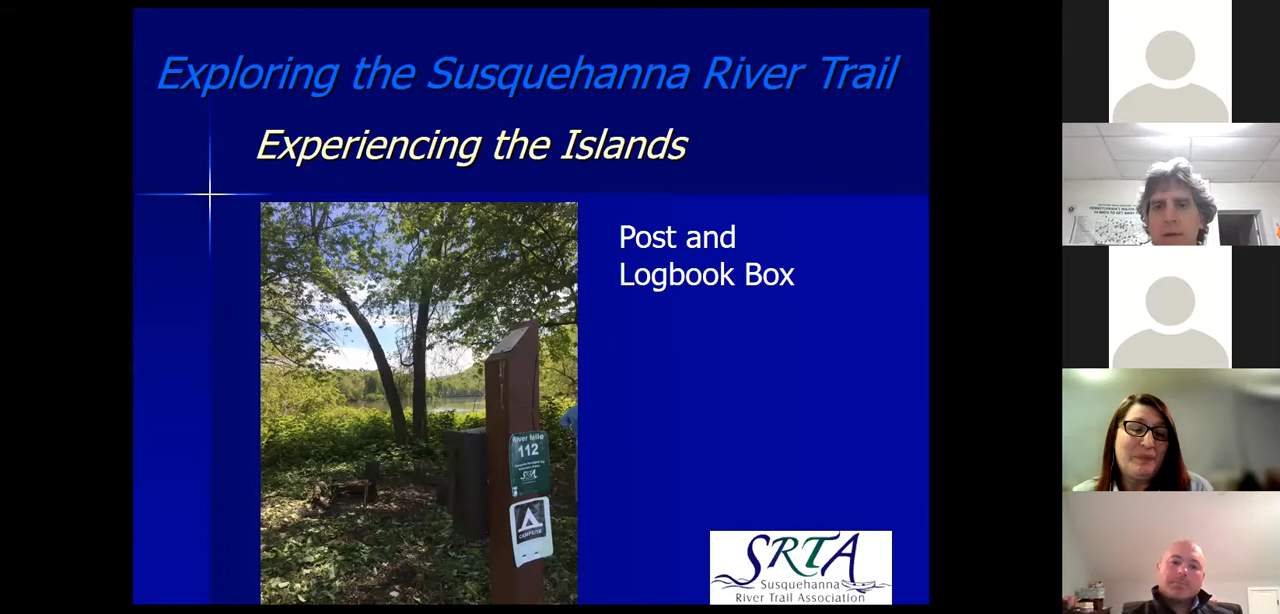 Exploring the Susquehanna River Trail
Experiencing the Islands
Post and
Logbook Box
River Mile
112
SRTA
CAMPSITE
SRTA
Susquehanna
River Trail Association